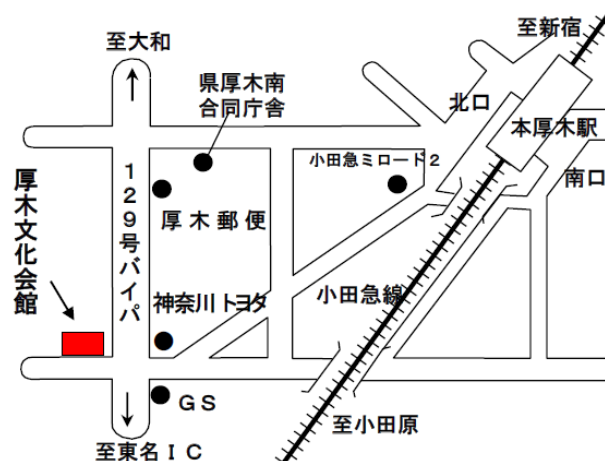 至大和
至新宿
県厚木南
合同庁舎
北口
本厚木駅
小田急ミロード2
南口
129号バイパ
厚木郵便
厚木文化会館
神奈川トヨタ
小田急線
GS
至小田原
至東名IC